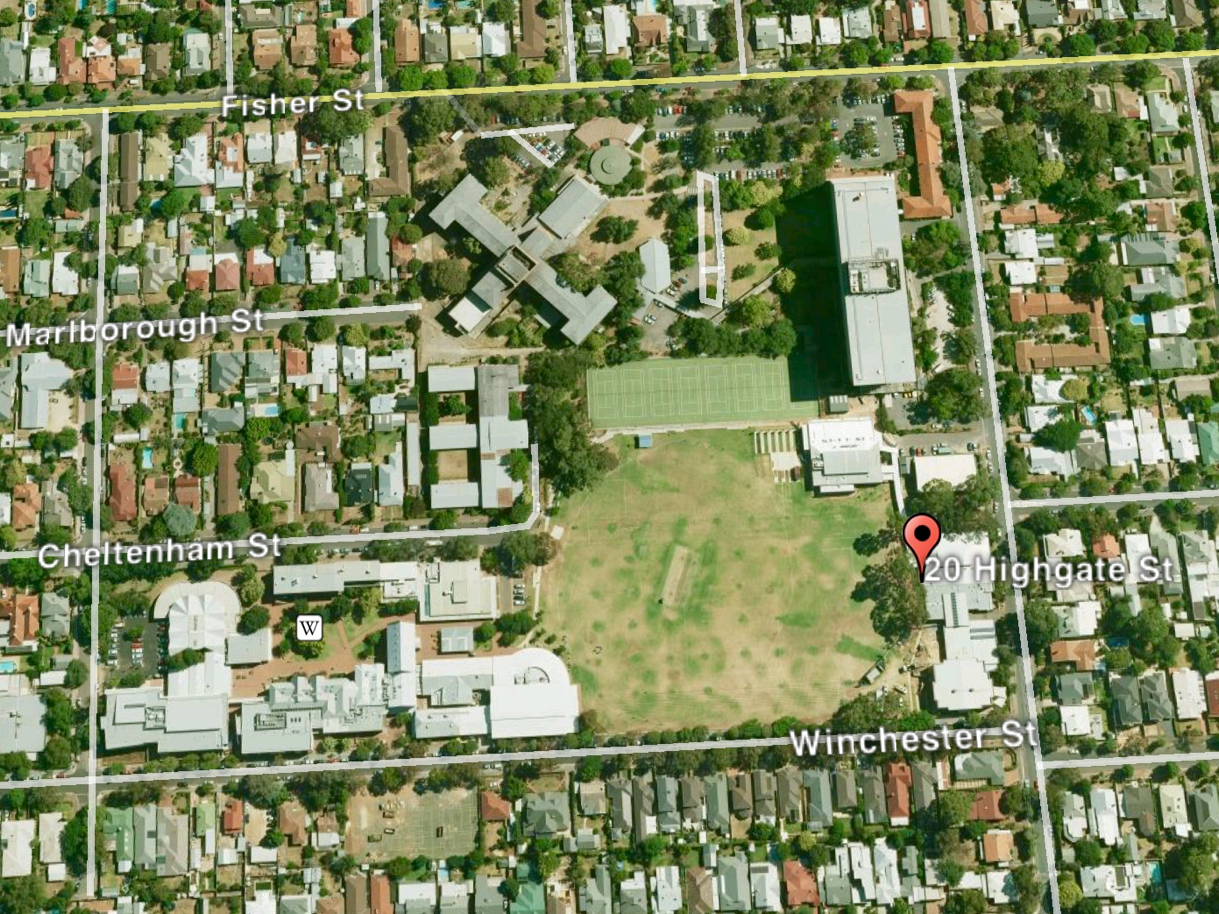 Fisher St
Marlborough St
Cheltenham St
20 Highgate St
W
Winchester St